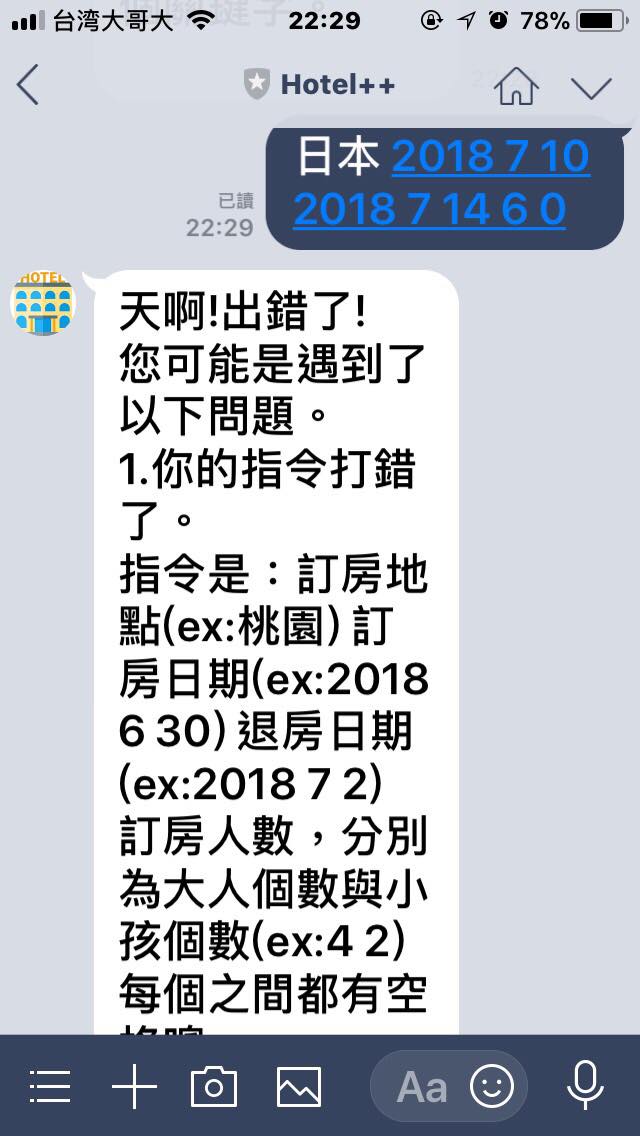 台湾大哥大 22:29 78%
Hotel++
日本 2018 7 10
2018 7 14 6 0
已讀
22:29
HOTEL
天啊!出錯了!
您可能是遇到了
以下問題。
1.你的指令打錯
了。
指令是：訂房地
點(ex:桃園) 訂
房日期(ex:2018
6 30) 退房日期
(ex:2018 7 2)
訂房人數，分別
為大人個數與小
孩個數(ex:4 2)
每個之間都有空
Aa